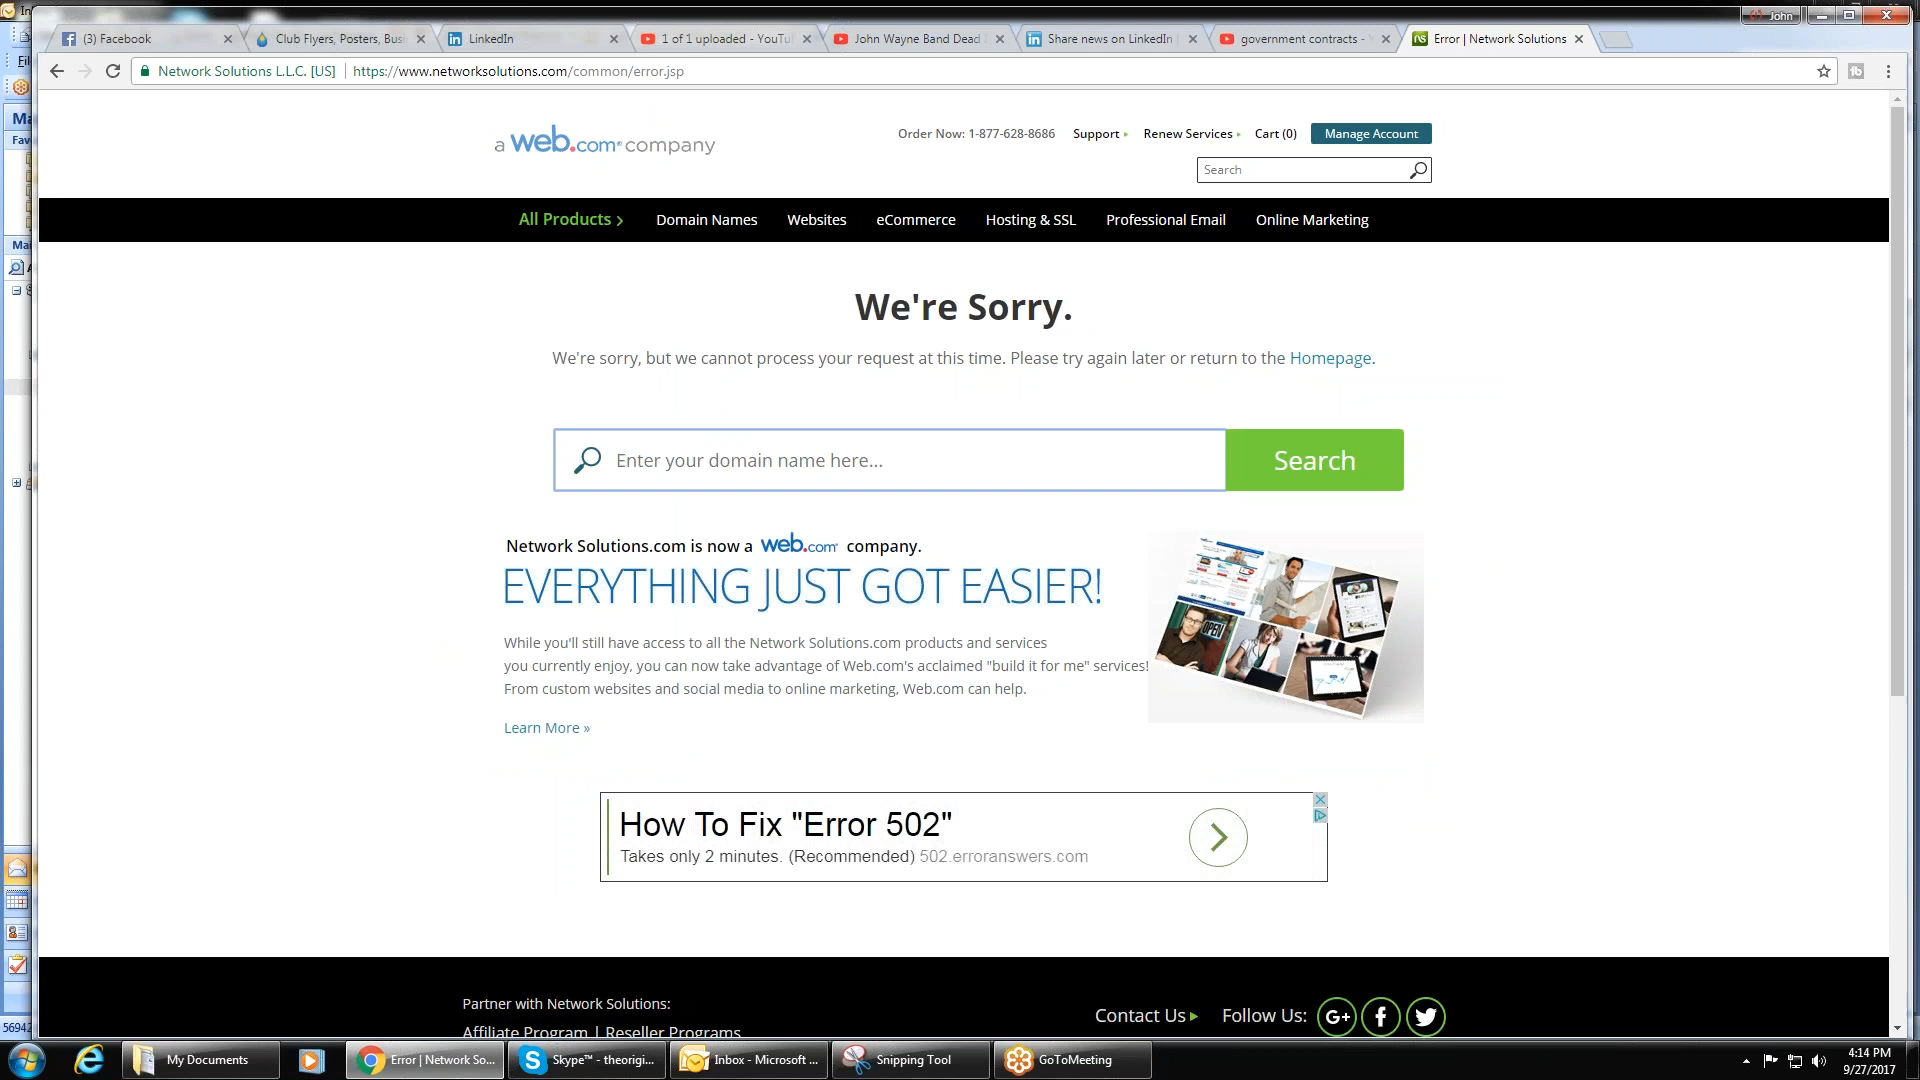 John
(3) Facebook
Club Flyers, Posters, Busi
LinkedIn
1 of 1 uploaded - YouTu
John Wayne Band Dead
Share news on LinkedIn
government contracts -
Error | Network Solutions
Network Solutions L.L.C. [US]
https://www.networksolutions.com/common/error.jsp
a web.com® company
Order Now: 1-877-628-8686
Support
Renew Services
Cart (0)
Manage Account
Search
All Products
Domain Names
Websites
eCommerce
Hosting & SSL
Professional Email
Online Marketing
We're Sorry.
We're sorry, but we cannot process your request at this time. Please try again later or return to the Homepage.
Enter your domain name here...
Search
Network Solutions.com is now a web.com® company.
EVERYTHING JUST GOT EASIER!
While you'll still have access to all the Network Solutions.com products and services
you currently enjoy, you can now take advantage of Web.com's acclaimed "build it for me" services!
From custom websites and social media to online marketing, Web.com can help.
Learn More »
OPEN
How To Fix "Error 502"
Takes only 2 minutes. (Recommended) 502.erroranswers.com
Partner with Network Solutions:
Affiliate Program | Reseller Programs
Contact Us
Follow Us:
G+
56942
My Documents
Error | Network So...
Skype™ - theorigi...
Inbox - Microsoft ...
Snipping Tool
GoToMeeting
4:14 PM
9/27/2017